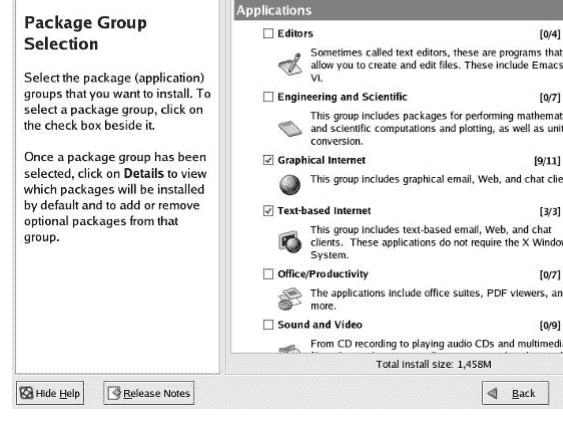 Package Group
Selection
Select the package (application)
groups that you want to install. To
select a package group, click on
the check box beside it.
Once a package group has been
selected, click on Details to view
which packages will be installed
by default and to add or remove
optional packages from that
group.
Applications
Editors [0/4]
Sometimes called text editors, these are programs that
allow you to create and edit files. These include Emacs
Vi.
Engineering and Scientific [0/7]
This group includes packages for performing mathemat
and scientific computations and plotting, as well as unit
conversion.
Graphical Internet [9/11]
This group includes graphical email, Web, and chat clie
Text-based Internet [3/3]
This group includes text-based email, Web, and chat
clients. These applications do not require the X Window
System.
Office/Productivity [0/7]
The applications include office suites, PDF viewers, an
more.
Sound and Video [0/9]
From CD recording to playing audio CDs and multimedi
Total install size: 1,458M
Hide Help
Release Notes
Back